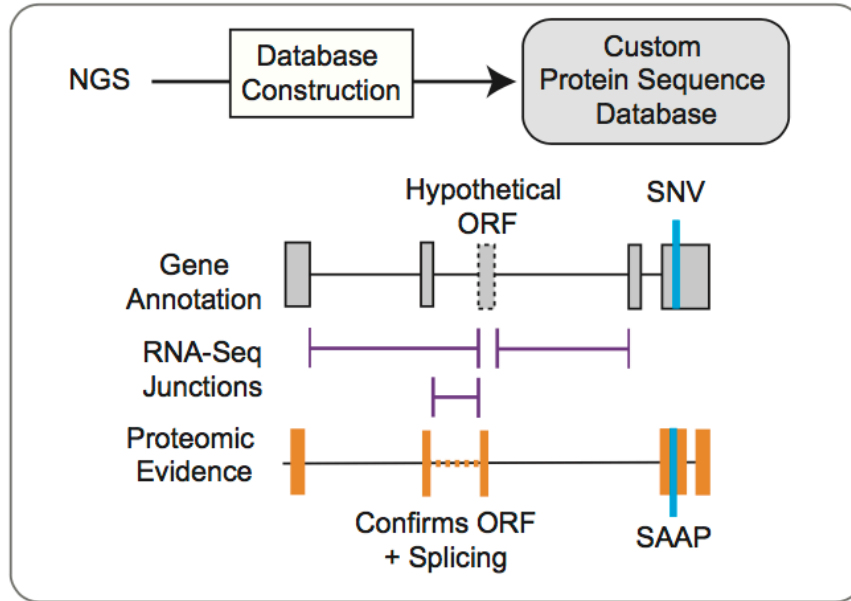 NGS
Database
Construction
Custom
Protein Sequence
Database
Hypothetical
ORF
SNV
Gene
Annotation
RNA-Seq
Junctions
Proteomic
Evidence
Confirms ORF
+ Splicing
SAAP